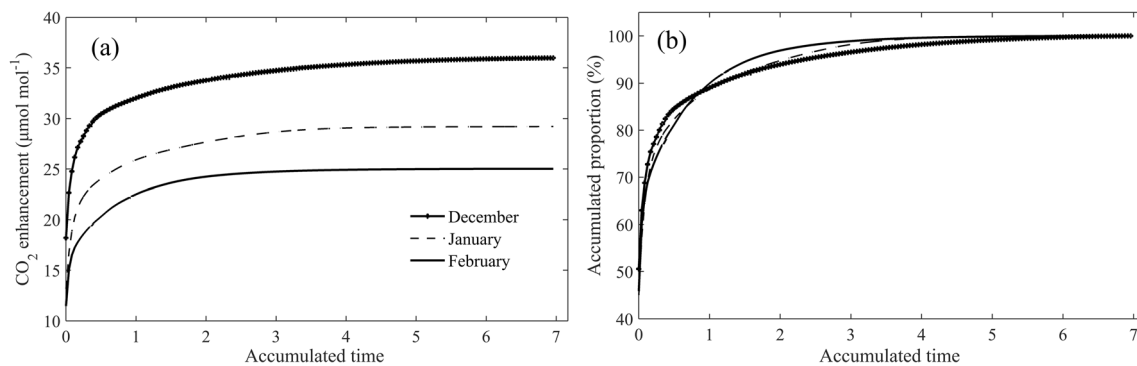 (a)
CO2 enhancement (μmol mol-1)
40
35
30
25
20
15
10
December
January
February
0 1 2 3 4 5 6 7
Accumulated time
(b)
Accumulated proportion (%)
100
90
80
70
60
50
40
0 1 2 3 4 5 6 7
Accumulated time